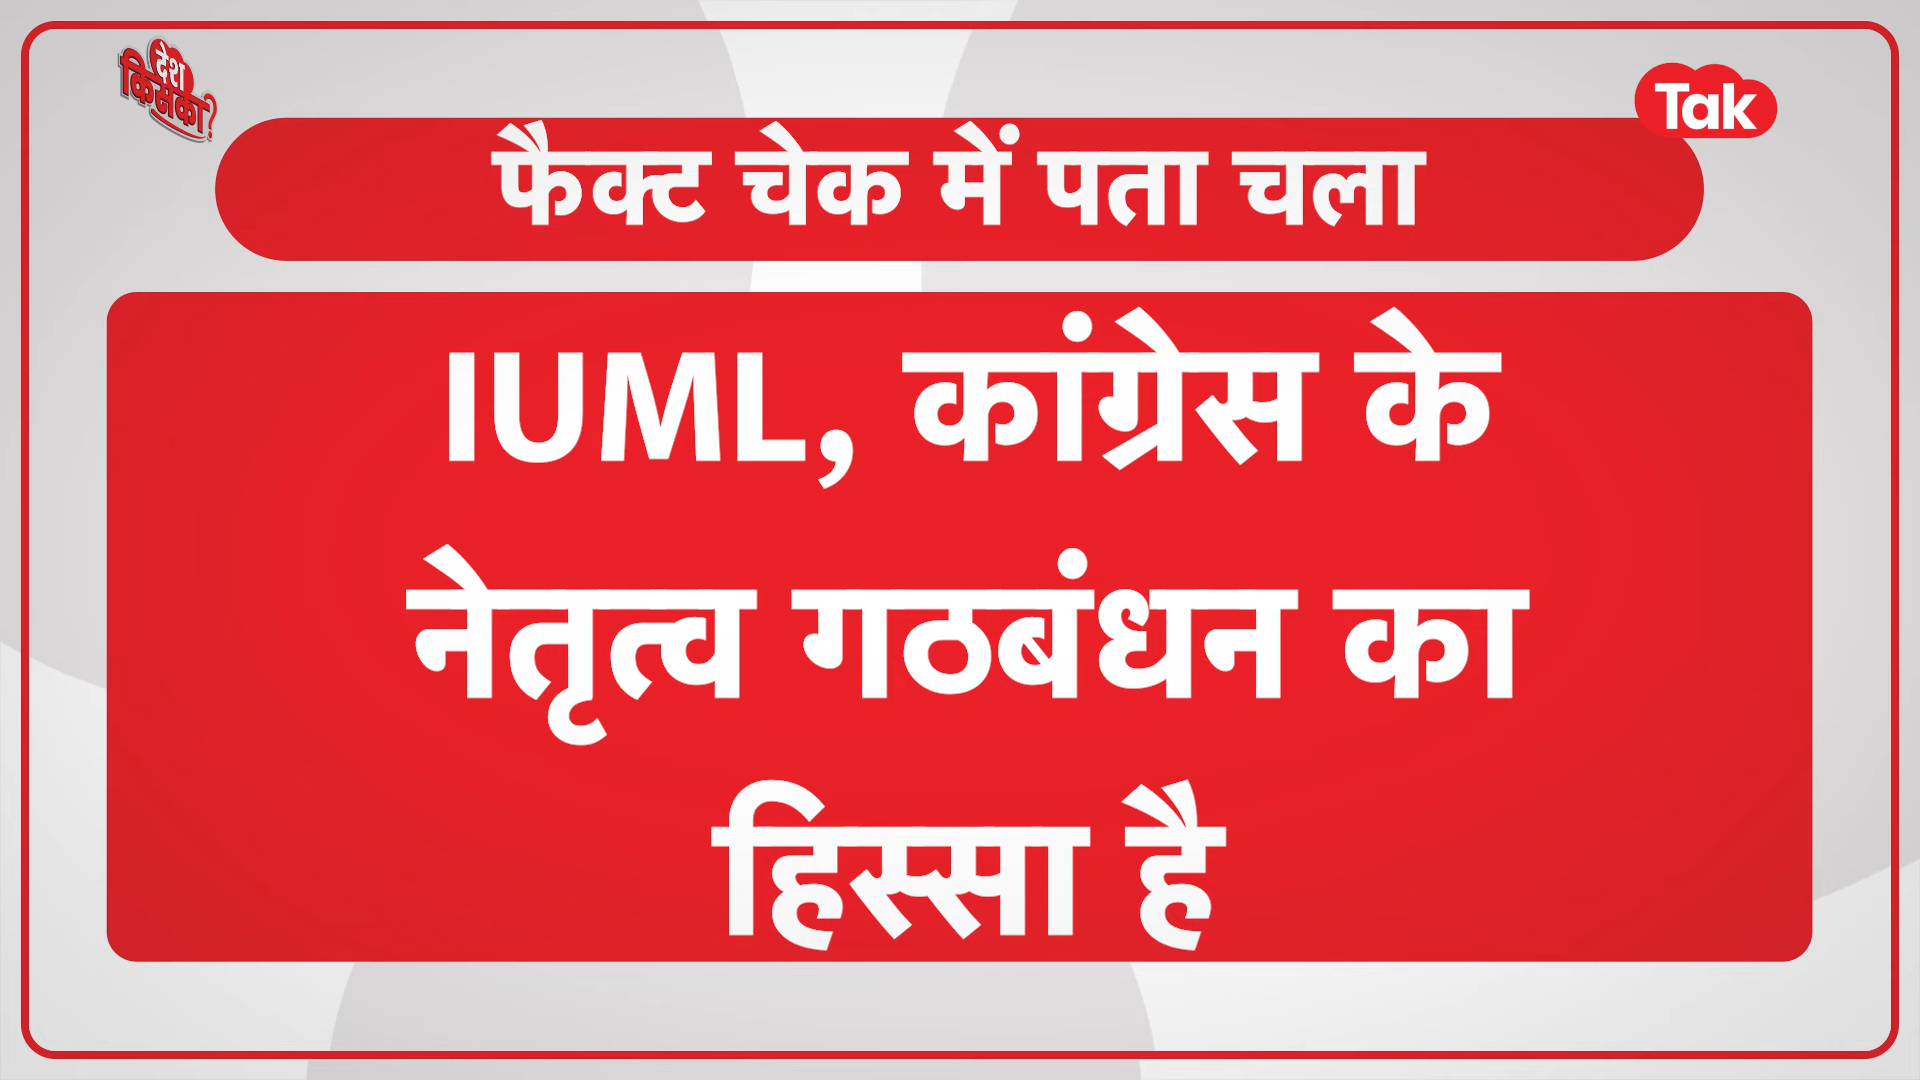 देश
किसका?
Tak
फैक्ट चेक में पता चला
IUML, कांग्रेस के
नेतृत्व गठबंधन का
हिस्सा है